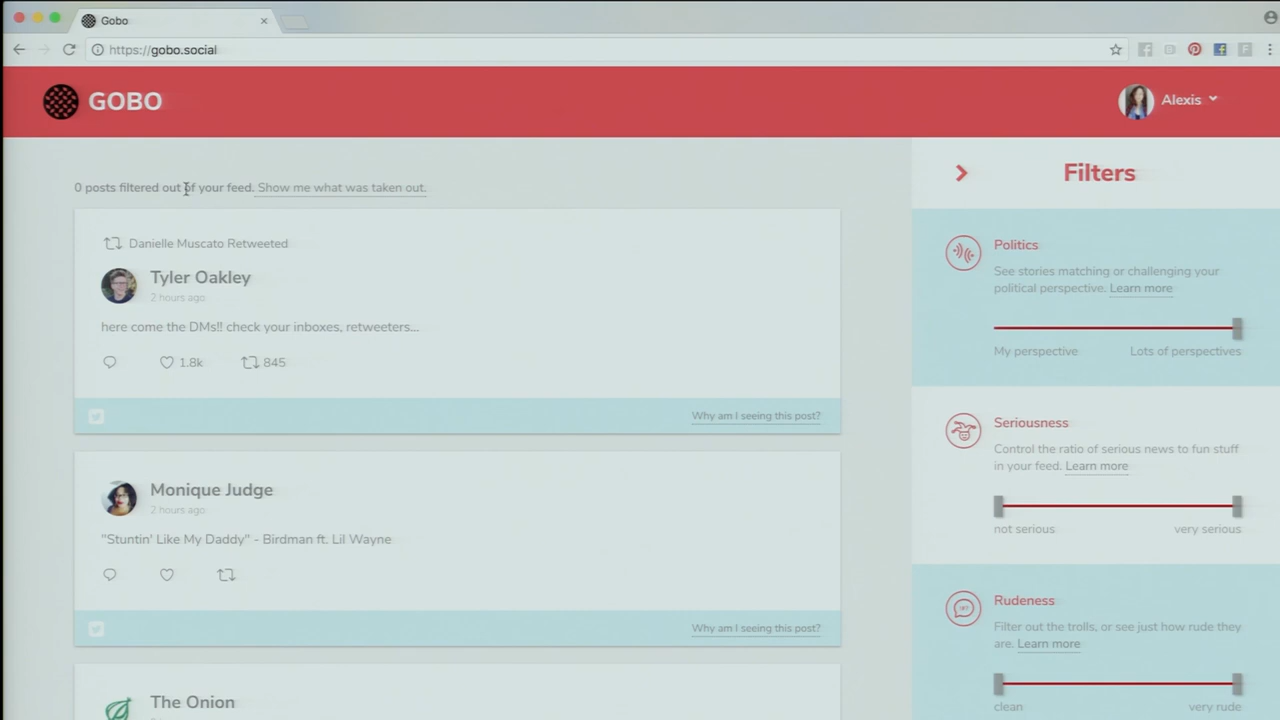 Gobo
https://gobo.social
GOBO
Alexis
0 posts filtered out of your feed. Show me what was taken out.
Danielle Muscato Retweeted
Tyler Oakley
2 hours ago
here come the DMs!! check your inboxes, retweeters...
1.8k
845
Why am I seeing this post?
Monique Judge
2 hours ago
"Stuntin' Like My Daddy" - Birdman ft. Lil Wayne
Why am I seeing this post?
The Onion
Filters
Politics
See stories matching or challenging your
political perspective. Learn more
My perspective
Lots of perspectives
Seriousness
Control the ratio of serious news to fun stuff
in your feed. Learn more
not serious
very serious
Rudeness
Filter out the trolls, or see just how rude they
are. Learn more
clean
very rude